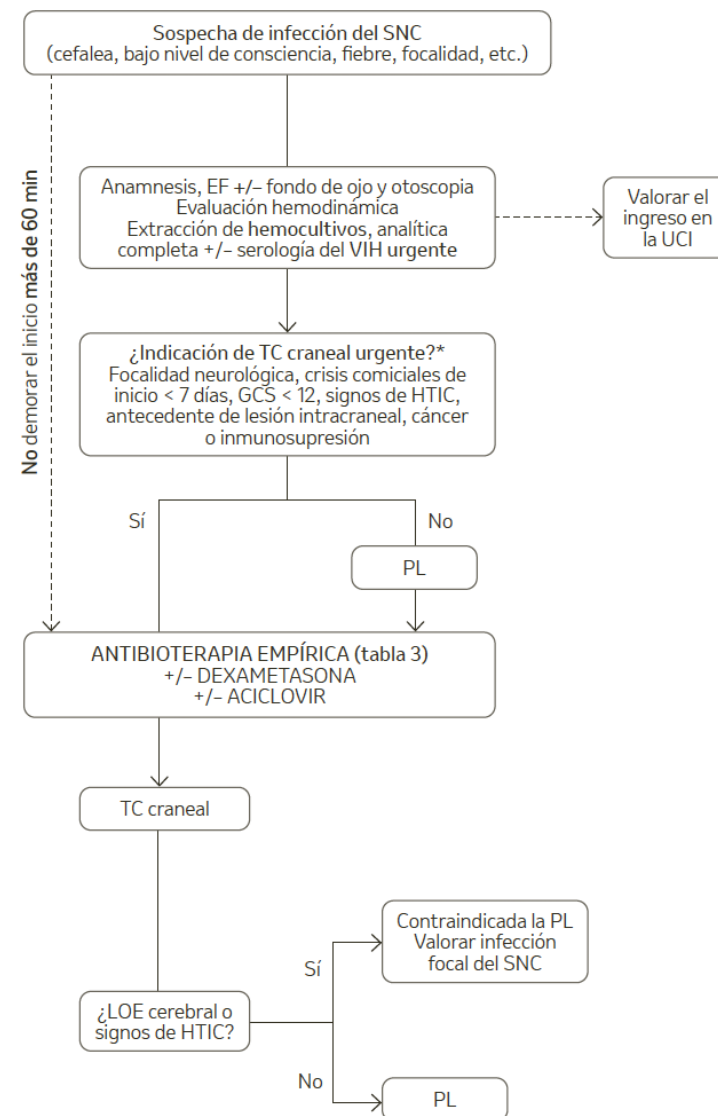 Sospecha de infección del SNC
(cefalea, bajo nivel de consciencia, fiebre, focalidad, etc.)
No demorar el inicio más de 60 min
Anamnesis, EF +/– fondo de ojo y otoscopia
Evaluación hemodinámica
Extracción de hemocultivos, analítica
completa +/– serología del VIH urgente
Valorar el
ingreso en
la UCI
¿Indicación de TC craneal urgente?*
Focalidad neurológica, crisis comiciales de
inicio < 7 días, GCS < 12, signos de HTIC,
antecedente de lesión intracraneal, cáncer
o inmunosupresión
Sí
No
PL
ANTIBIOTERAPIA EMPÍRICA (tabla 3)
+/– DEXAMETASONA
+/– ACICLOVIR
TC craneal
Contraindicada la PL
Valorar infección
focal del SNC
Sí
¿LOE cerebral o
signos de HTIC?
No
PL